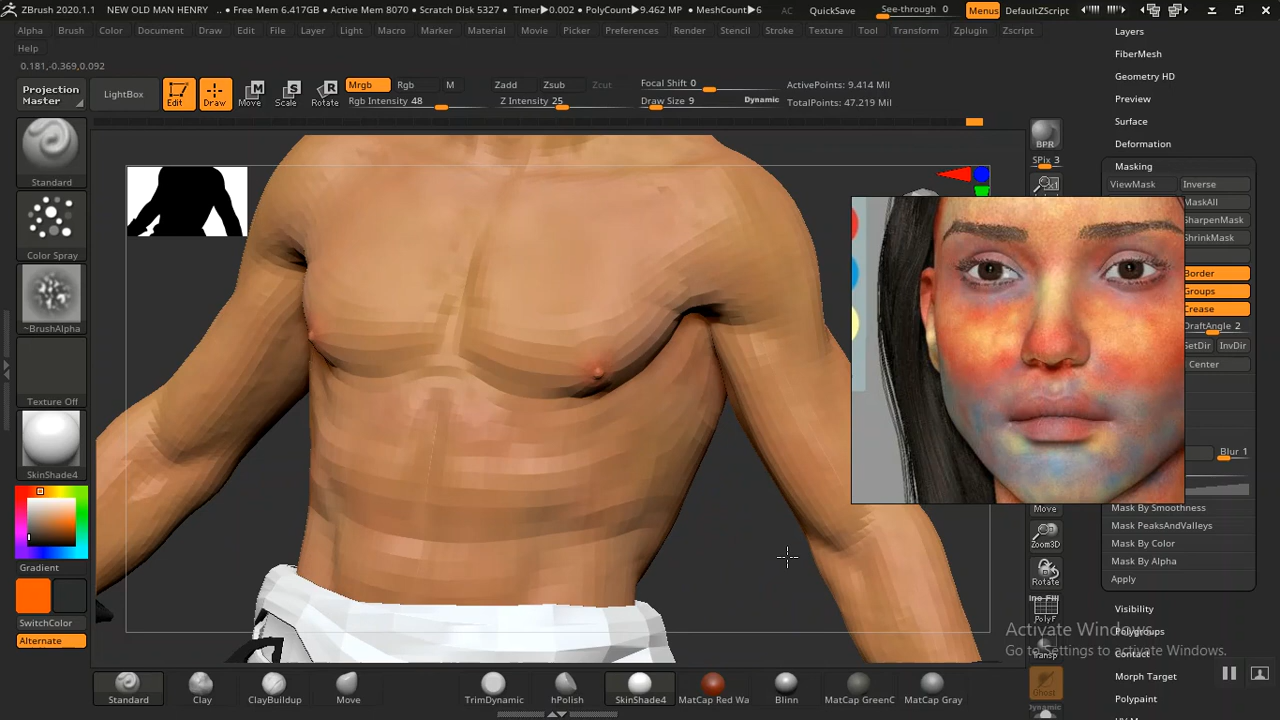 ZBrush 2020.1.1 NEW OLD MAN HENRY .. • Free Mem 6.417GB • Active Mem 8070 • Scratch Disk 5327 • Timer▶0.002 • PolyCount▶9.462 MP • MeshCount▶6 AC QuickSave See-through 0 Menus DefaultZScript
Alpha Brush Color Document Draw Edit File Layer Light Macro Marker Material Movie Picker Preferences Render Stencil Stroke Texture Tool Transform Zplugin Zscript
Help
0.181,-0.369,0.092
Projection Master
LightBox
Edit Draw Move Scale Rotate
Mrgb Rgb M
Rgb Intensity 48
Zadd Zsub Zcut
Z Intensity 25
Focal Shift 0
Draw Size 9 Dynamic
ActivePoints: 9.414 Mil
TotalPoints: 47.219 Mil
Standard
Color Spray
~BrushAlpha
Texture Off
SkinShade4
Gradient
SwitchColor
Alternate
BPR
SPix 3
Move
Zoom3D
Rotate
PolyF
Transp
Ghost
Dynamic
Layers
FiberMesh
Geometry HD
Preview
Surface
Deformation
Masking
ViewMask Inverse
MaskAll
SharpenMask
ShrinkMask
Border
Groups
Crease
DraftAngle 2
GetDir InvDir
Center
Blur 1
Mask By Smoothness
Mask PeaksAndValleys
Mask By Color
Mask By Alpha
Apply
Visibility
Polygroups
Contact
Morph Target
Polypaint
Activate Windows
Go to Settings to activate Windows.
Standard Clay ClayBuildup Move TrimDynamic hPolish SkinShade4 MatCap Red Wa Blinn MatCap GreenC MatCap Gray